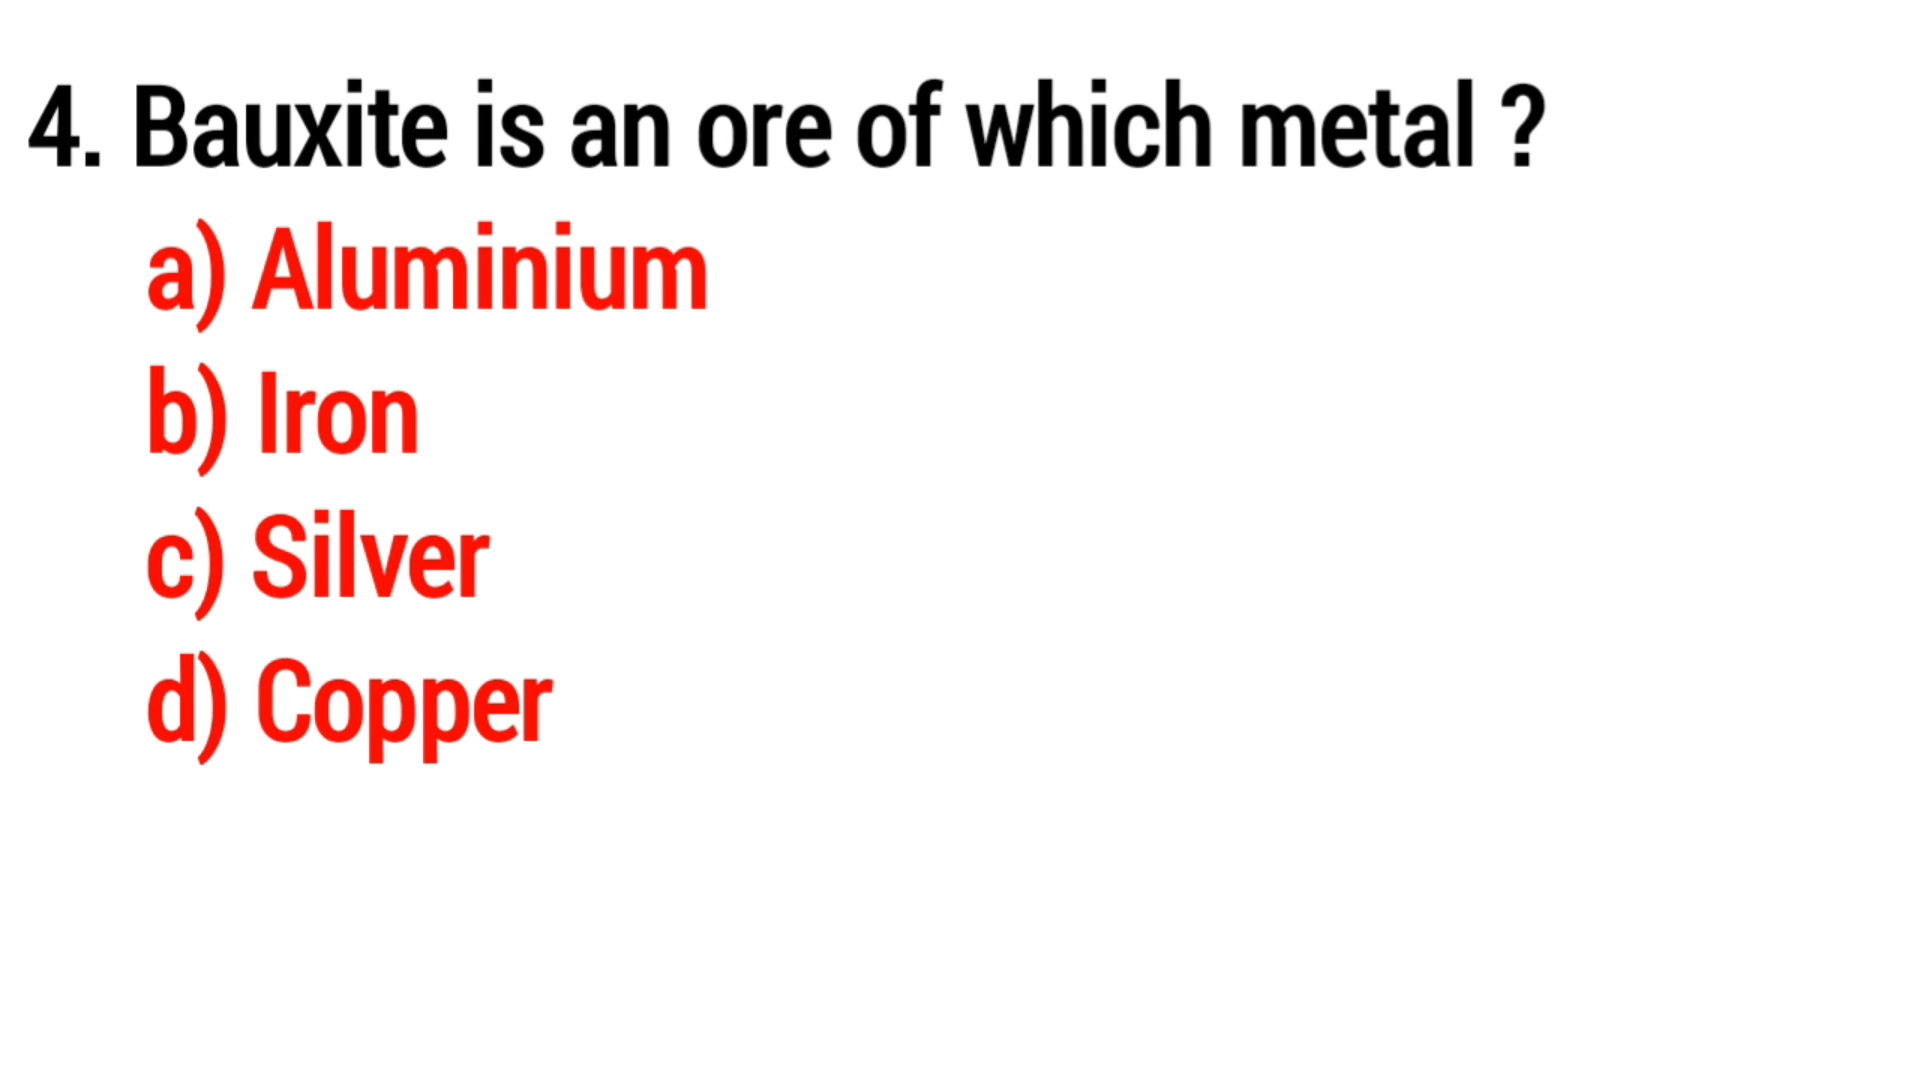 4. Bauxite is an ore of which metal ?
a) Aluminium
b) Iron
c) Silver
d) Copper